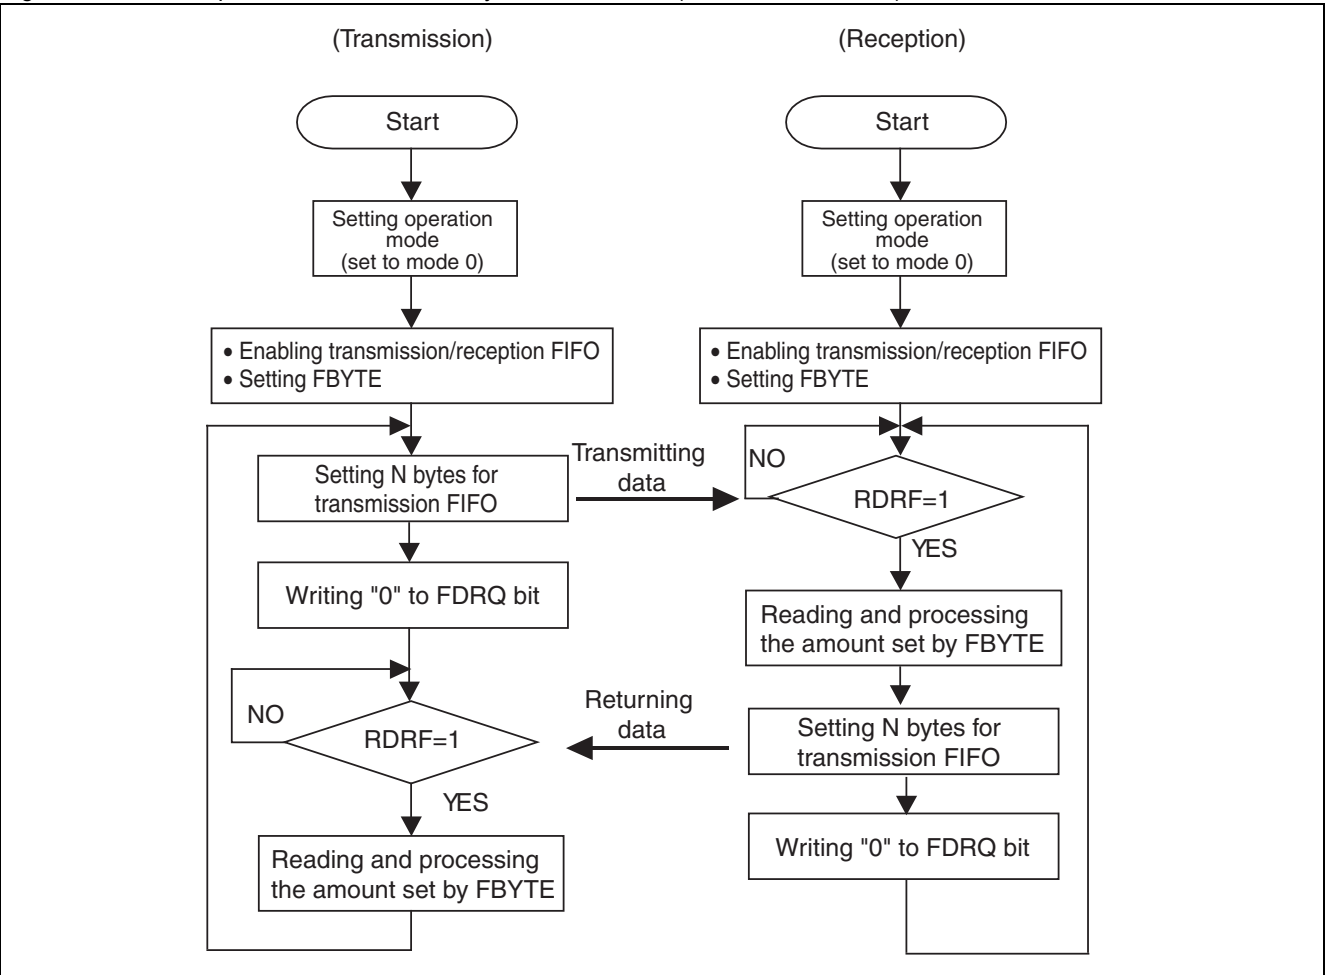 (Transmission)
Start
Setting operation
mode
(set to mode 0)
• Enabling transmission/reception FIFO
• Setting FBYTE
Setting N bytes for
transmission FIFO
Writing "0" to FDRQ bit
NO
RDRF=1
YES
Reading and processing
the amount set by FBYTE
Transmitting
data
Returning
data
(Reception)
Start
Setting operation
mode
(set to mode 0)
• Enabling transmission/reception FIFO
• Setting FBYTE
NO
RDRF=1
YES
Reading and processing
the amount set by FBYTE
Setting N bytes for
transmission FIFO
Writing "0" to FDRQ bit